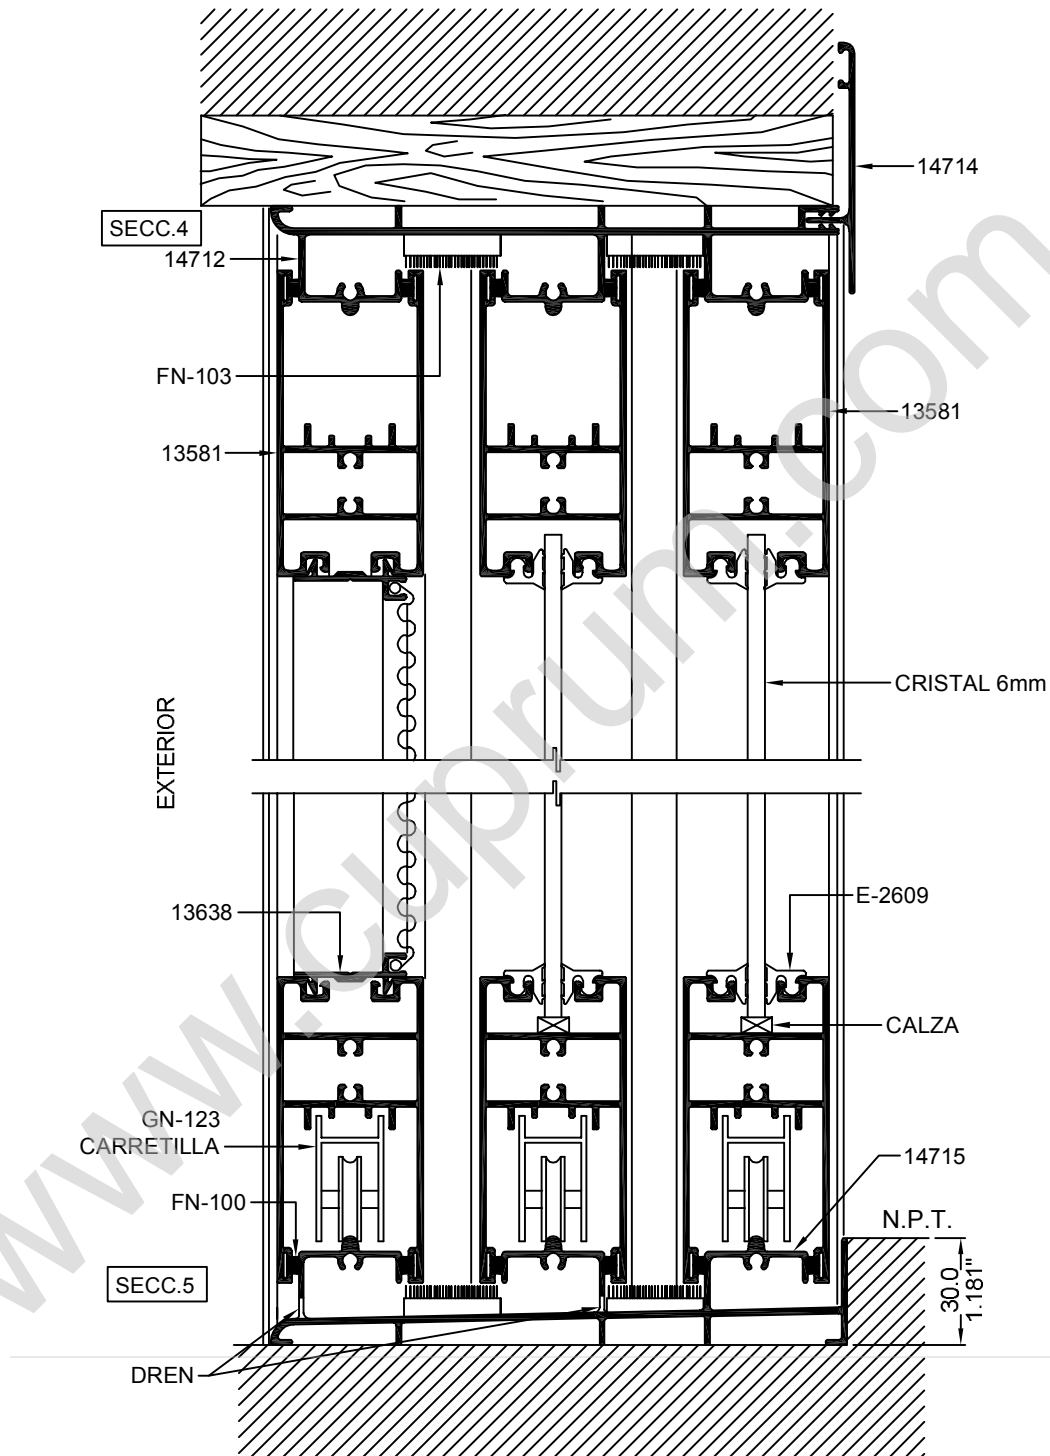 14714
SECC.4
14712
FN-103
13581
13581
CRISTAL 6mm
EXTERIOR
E-2609
13638
CALZA
GN-123
CARRETILLA
14715
FN-100
N.P.T.
SECC.5
30.0
1.181"
DREN
www.cuprum.com